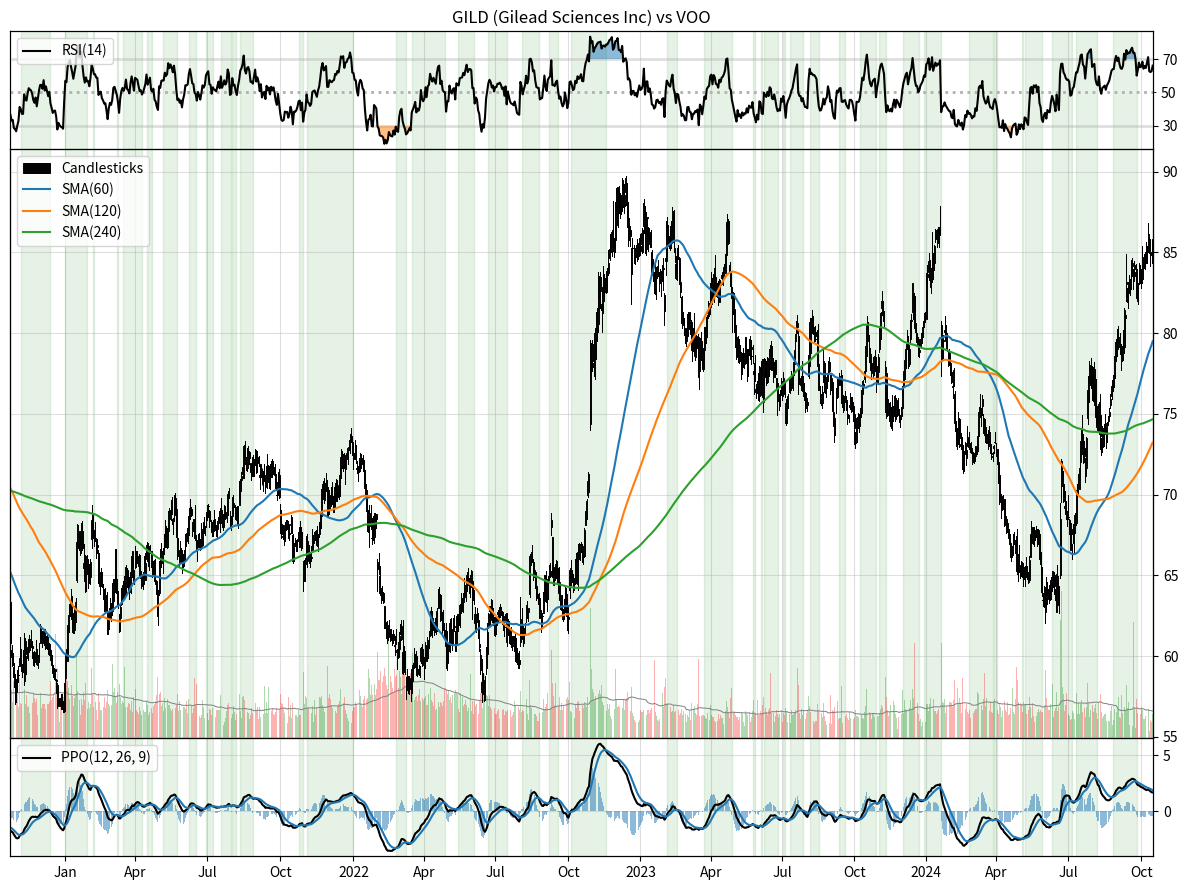 GILD (Gilead Sciences Inc) vs VOO
RSI(14)
70
50
30
Candlesticks
SMA(60)
SMA(120)
SMA(240)
90
85
80
75
70
65
60
55
PPO(12, 26, 9)
5
0
Jan Apr Jul Oct 2022 Apr Jul Oct 2023 Apr Jul Oct 2024 Apr Jul Oct